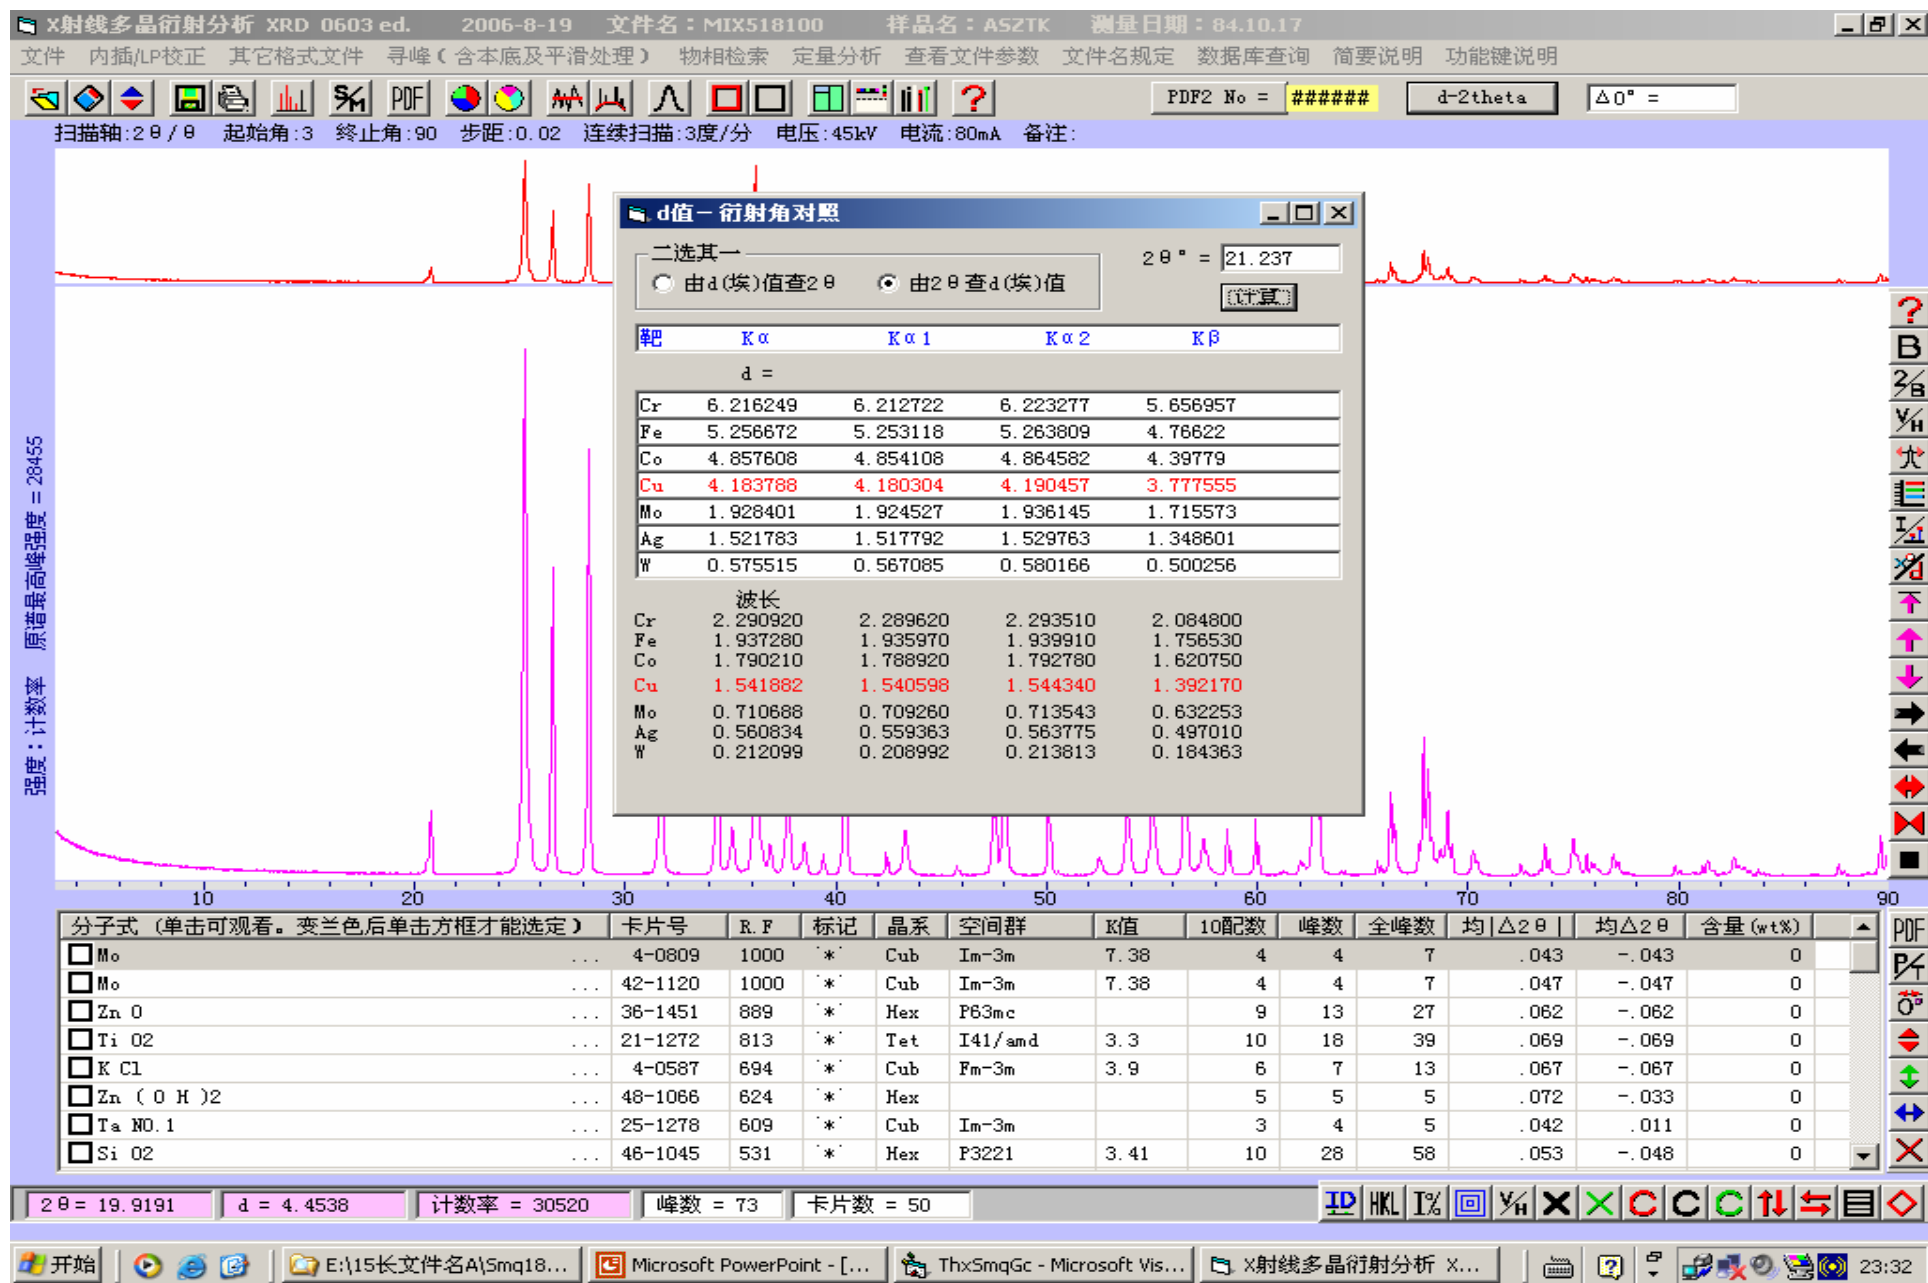 X射线多晶衍射分析 XRD 0603 ed. 2006-8-19 文件名：MIX518100 样品名：ASZTK 测量日期：84.10.17
文件 内插/LP校正 其它格式文件 寻峰（含本底及平滑处理） 物相检索 定量分析 查看文件参数 文件名规定 数据库查询 简要说明 功能键说明
S/M PDF ? PDF2 No = ###### d-2theta △0° =
扫描轴:2θ/θ 起始角:3 终止角:90 步距:0.02 连续扫描:3度/分 电压:45kV 电流:80mA 备注:
d值－衍射角对照
二选其一
由d(埃)值查2θ 由2θ查d(埃)值
2θ° = 21.237
计算
靶 Kα Kα1 Kα2 Kβ
d =
Cr 6.216249 6.212722 6.223277 5.656957
Fe 5.256672 5.253118 5.263809 4.76622
Co 4.857608 4.854108 4.864582 4.39779
Cu 4.183788 4.180304 4.190457 3.777555
Mo 1.928401 1.924527 1.936145 1.715573
Ag 1.521783 1.517792 1.529763 1.348601
W 0.575515 0.567085 0.580166 0.500256
波长
Cr 2.290920 2.289620 2.293510 2.084800
Fe 1.937280 1.935970 1.939910 1.756530
Co 1.790210 1.788920 1.792780 1.620750
Cu 1.541882 1.540598 1.544340 1.392170
Mo 0.710688 0.709260 0.713543 0.632253
Ag 0.560834 0.559363 0.563775 0.497010
W 0.212099 0.208992 0.213813 0.184363
强度：计数率 原谱最高峰强度 = 28455
?
B
2/B
V/H
10 20 30 40 50 60 70 80 90
分子式 (单击可观看。变兰色后单击方框才能选定) 卡片号 R.F 标记 晶系 空间群 K值 10配数 峰数 全峰数 均|△2θ| 均△2θ 含量(wt%)
Mo ... 4-0809 1000 * Cub Im-3m 7.38 4 4 7 .043 -.043 0
Mo ... 42-1120 1000 * Cub Im-3m 7.38 4 4 7 .047 -.047 0
Zn O ... 36-1451 889 * Hex P63mc 9 13 27 .062 -.062 0
Ti O2 ... 21-1272 813 * Tet I41/amd 3.3 10 18 39 .069 -.069 0
K Cl ... 4-0587 694 * Cub Fm-3m 3.9 6 7 13 .067 -.067 0
Zn ( O H )2 ... 48-1066 624 * Hex 5 5 5 .072 -.033 0
Ta NO.1 ... 25-1278 609 * Cub Im-3m 3 4 5 .042 .011 0
Si O2 ... 46-1045 531 * Hex P3221 3.41 10 28 58 .053 -.048 0
PDF
2θ= 19.9191 d = 4.4538 计数率 = 30520 峰数 = 73 卡片数 = 50
ID HKL I% V/H X X C C C
开始 E:\15长文件名A\Smq18... Microsoft PowerPoint - [... ThxSmqGc - Microsoft Vis... X射线多晶衍射分析 X... 23:32